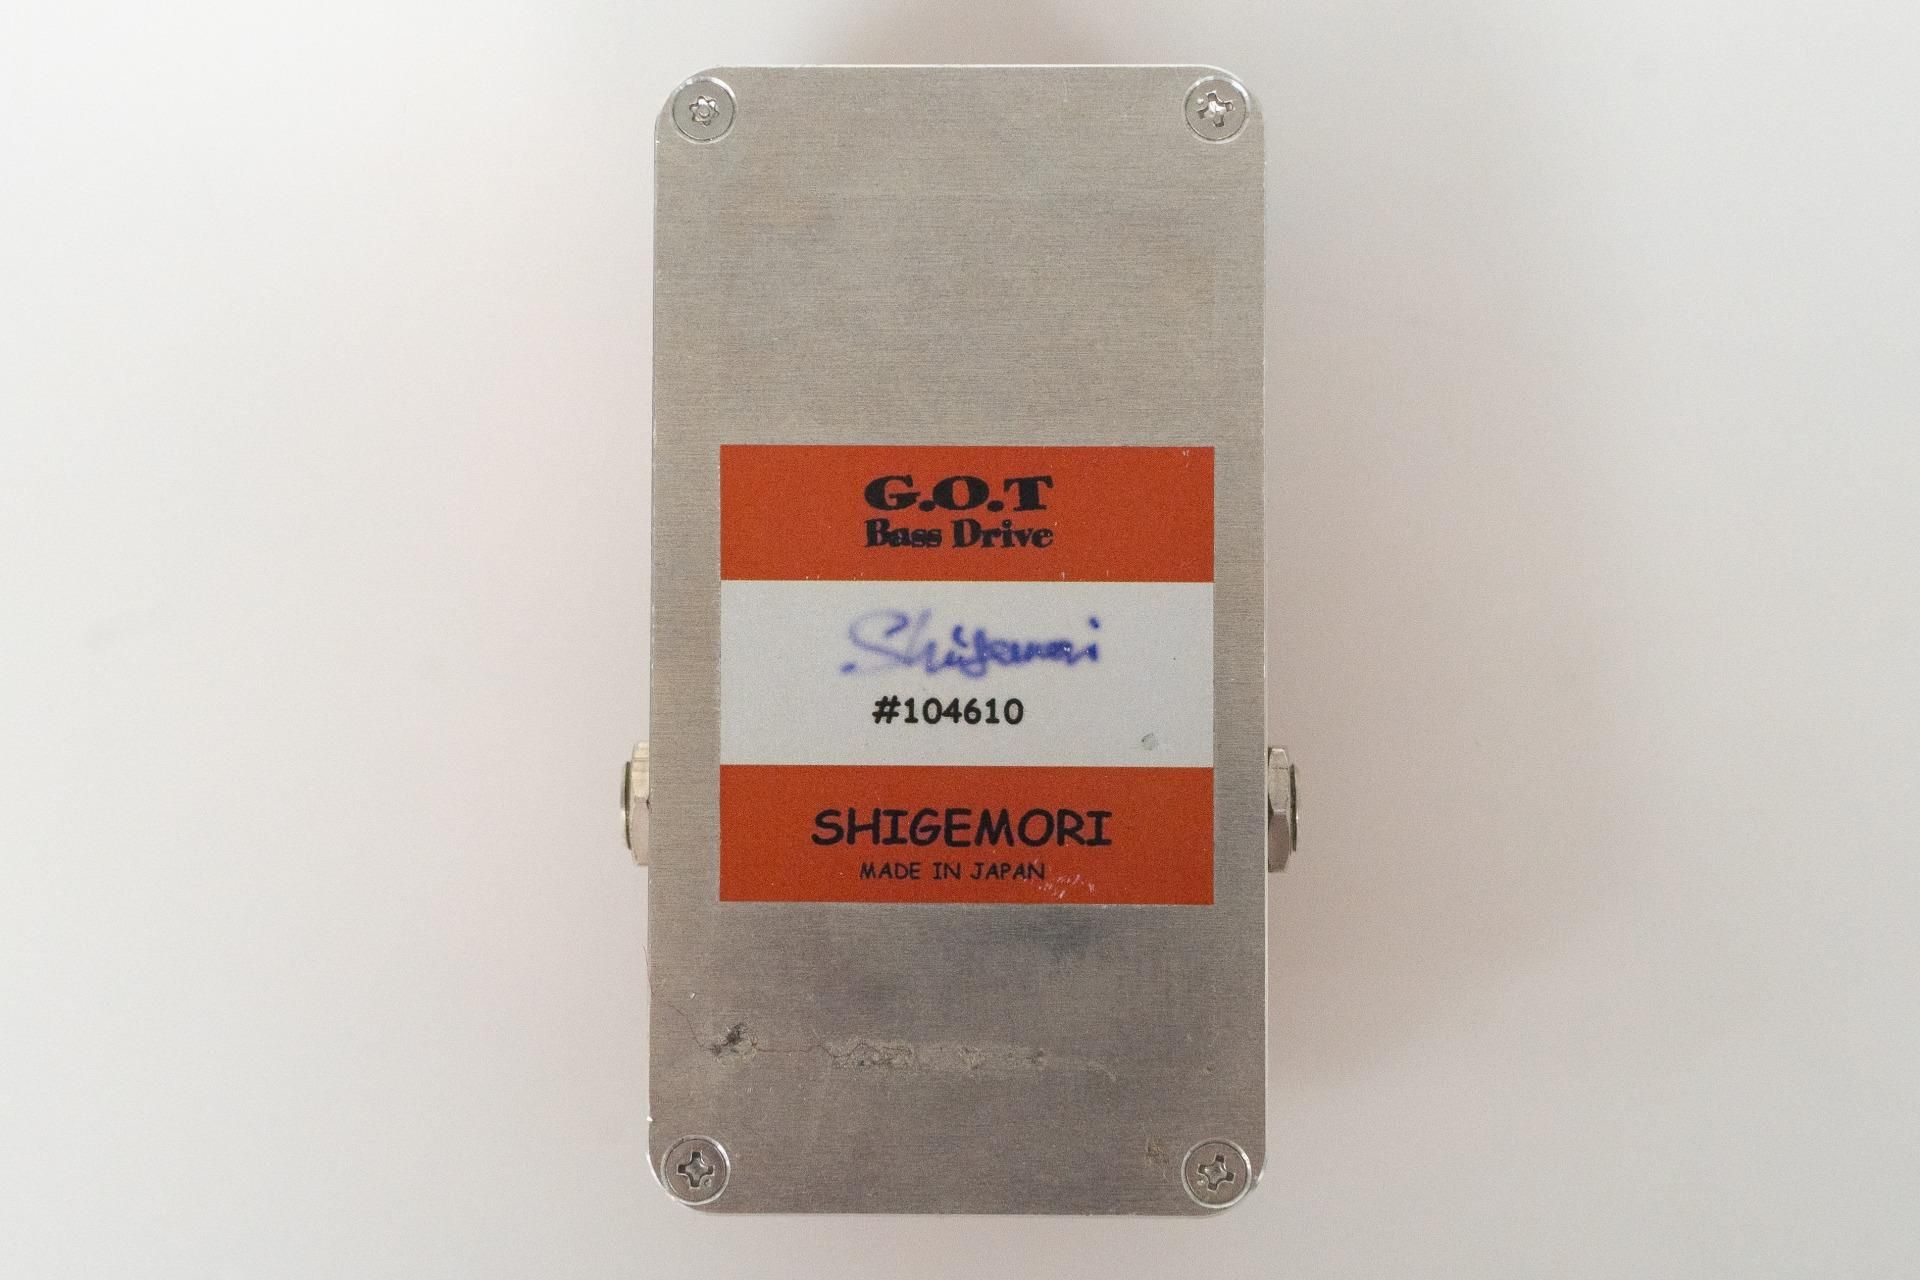 G.O.T
Bass Drive
Shigemori
#104610
SHIGEMORI
MADE IN JAPAN